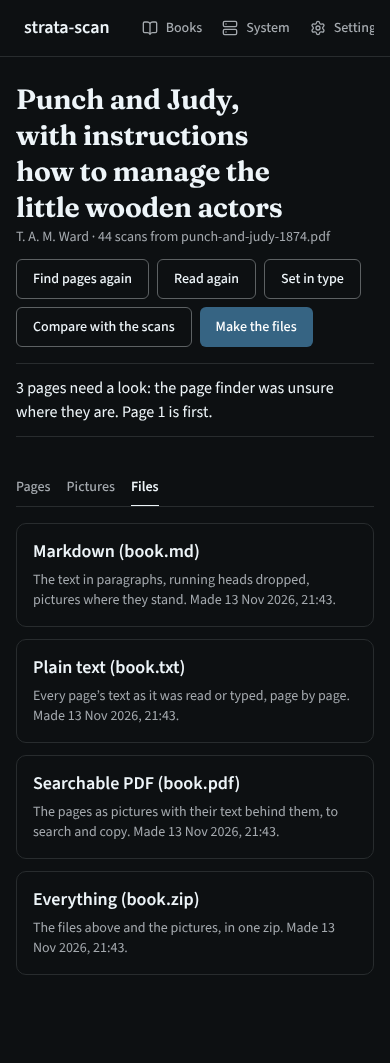 strata-scan Books System Setting
Punch and Judy,
with instructions
how to manage the
little wooden actors
T. A. M. Ward · 44 scans from punch-and-judy-1874.pdf
Find pages again Read again Set in type
Compare with the scans Make the files
3 pages need a look: the page finder was unsure
where they are. Page 1 is first.
Pages Pictures Files
Markdown (book.md)
The text in paragraphs, running heads dropped,
pictures where they stand. Made 13 Nov 2026, 21:43.
Plain text (book.txt)
Every page’s text as it was read or typed, page by page.
Made 13 Nov 2026, 21:43.
Searchable PDF (book.pdf)
The pages as pictures with their text behind them, to
search and copy. Made 13 Nov 2026, 21:43.
Everything (book.zip)
The files above and the pictures, in one zip. Made 13
Nov 2026, 21:43.